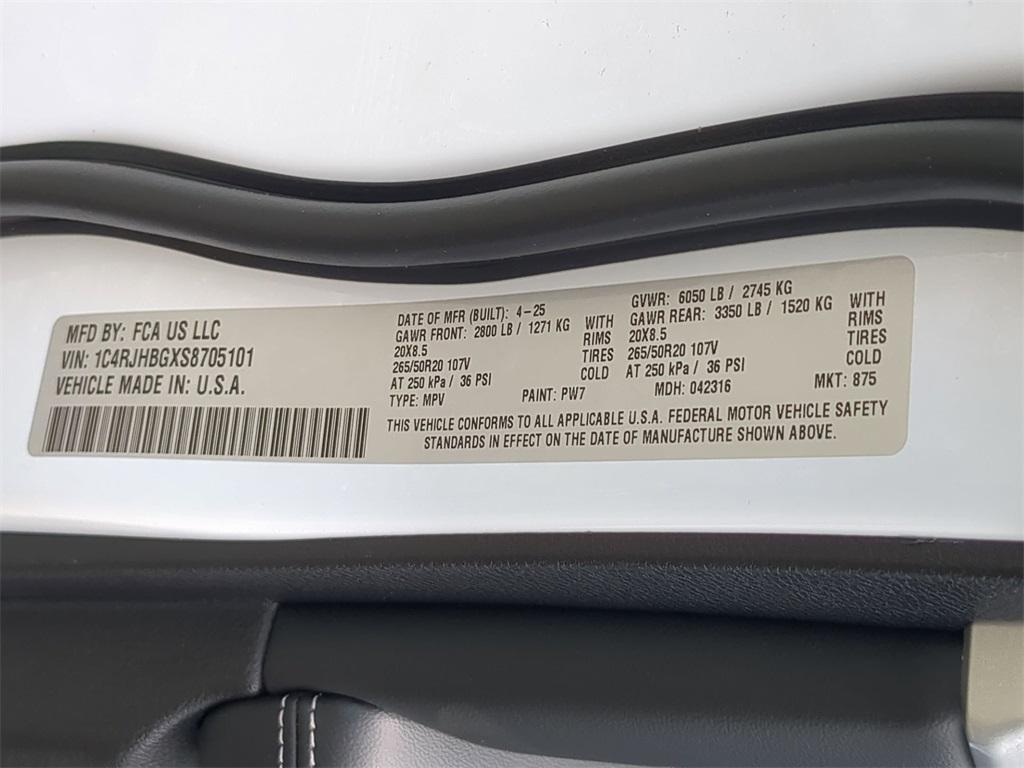 MFD BY: FCA US LLC
VIN: 1C4RJHBGXS8705101
VEHICLE MADE IN: U.S.A.
DATE OF MFR (BUILT): 4-25
GAWR FRONT: 2800 LB / 1271 KG WITH
20X8.5 RIMS
265/50R20 107V TIRES
AT 250 kPa / 36 PSI COLD
TYPE: MPV PAINT: PW7
GVWR: 6050 LB / 2745 KG
GAWR REAR: 3350 LB / 1520 KG WITH
20X8.5 RIMS
265/50R20 107V TIRES
AT 250 kPa / 36 PSI COLD
MDH: 042316 MKT: 875
THIS VEHICLE CONFORMS TO ALL APPLICABLE U.S.A. FEDERAL MOTOR VEHICLE SAFETY
STANDARDS IN EFFECT ON THE DATE OF MANUFACTURE SHOWN ABOVE.